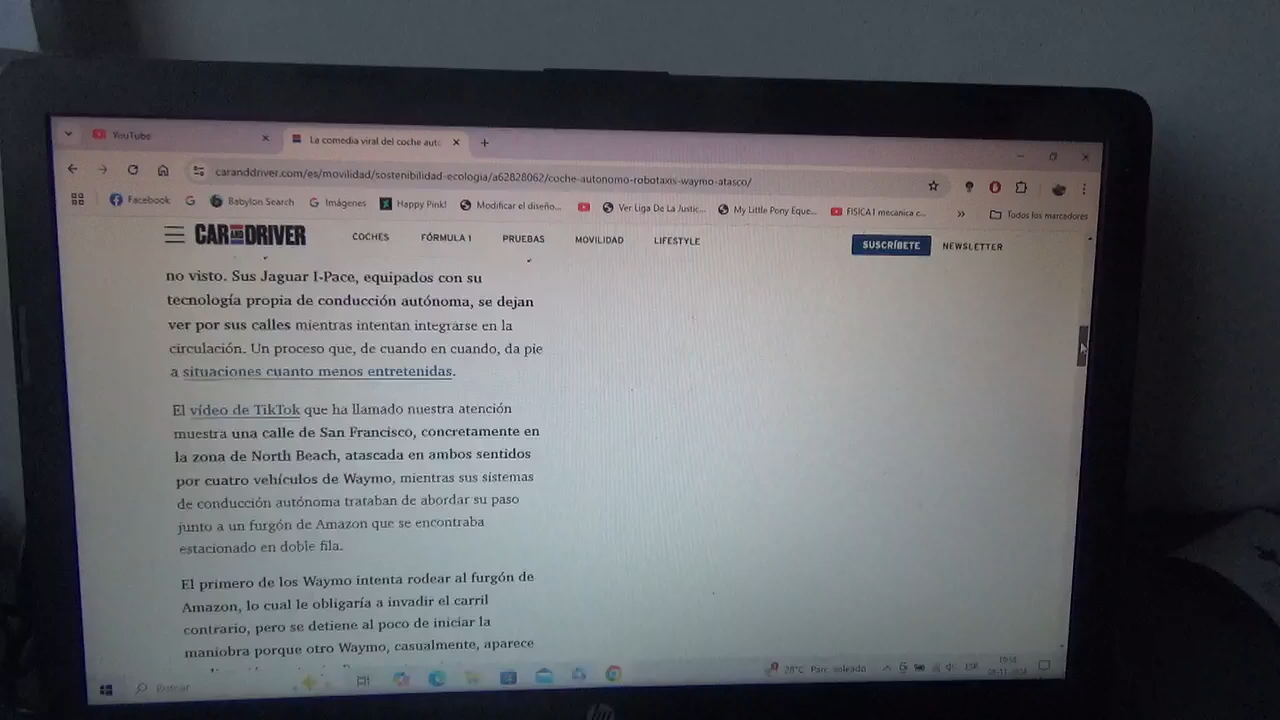 YouTube
La comedia viral del coche auto
caranddriver.com/es/movilidad/sostenibilidad-ecologia/a62828062/coche-autonomo-robotaxis-waymo-atasco/
Facebook
Babylon Search
Imágenes
Happy Pink!
Modificar el diseño...
Ver Liga De La Justic...
My Little Pony Eque...
FISICA I mecanica c...
Todos los marcadores
CAR AND DRIVER
COCHES
FÓRMULA 1
PRUEBAS
MOVILIDAD
LIFESTYLE
SUSCRÍBETE
NEWSLETTER
no visto. Sus Jaguar I-Pace, equipados con su
tecnología propia de conducción autónoma, se dejan
ver por sus calles mientras intentan integrarse en la
circulación. Un proceso que, de cuando en cuando, da pie
a situaciones cuanto menos entretenidas.
El vídeo de TikTok que ha llamado nuestra atención
muestra una calle de San Francisco, concretamente en
la zona de North Beach, atascada en ambos sentidos
por cuatro vehículos de Waymo, mientras sus sistemas
de conducción autónoma trataban de abordar su paso
junto a un furgón de Amazon que se encontraba
estacionado en doble fila.
El primero de los Waymo intenta rodear al furgón de
Amazon, lo cual le obligaría a invadir el carril
contrario, pero se detiene al poco de iniciar la
maniobra porque otro Waymo, casualmente, aparece
Buscar
28°C Parc. soleado
ESP
hp